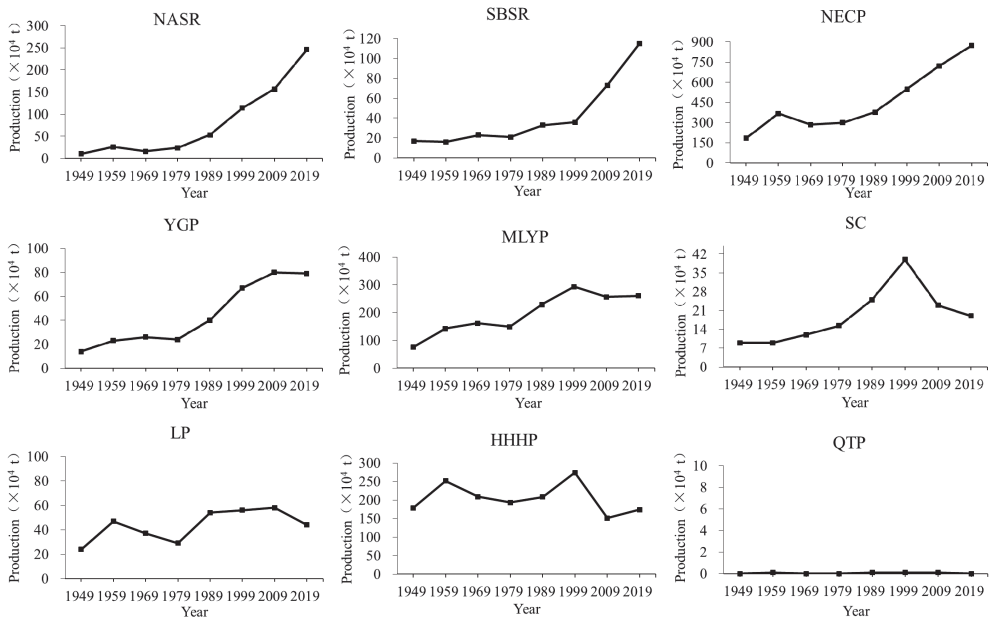 NASR
Production (×10⁴ t)
300
250
200
150
100
50
0
1949 1959 1969 1979 1989 1999 2009 2019
Year
SBSR
Production (×10⁴ t)
120
100
80
60
40
20
0
1949 1959 1969 1979 1989 1999 2009 2019
Year
NECP
Production (×10⁴ t)
900
750
600
450
300
150
0
1949 1959 1969 1979 1989 1999 2009 2019
Year
YGP
Production (×10⁴ t)
100
80
60
40
20
0
1949 1959 1969 1979 1989 1999 2009 2019
Year
MLYP
Production (×10⁴ t)
400
300
200
100
0
1949 1959 1969 1979 1989 1999 2009 2019
Year
SC
Production (×10⁴ t)
42
35
28
21
14
7
0
1949 1959 1969 1979 1989 1999 2009 2019
Year
LP
Production (×10⁴ t)
100
80
60
40
20
0
1949 1959 1969 1979 1989 1999 2009 2019
Year
HHHP
Production (×10⁴ t)
300
250
200
150
100
50
0
1949 1959 1969 1979 1989 1999 2009 2019
Year
QTP
Production (×10⁴ t)
10
8
6
4
2
0
1949 1959 1969 1979 1989 1999 2009 2019
Year